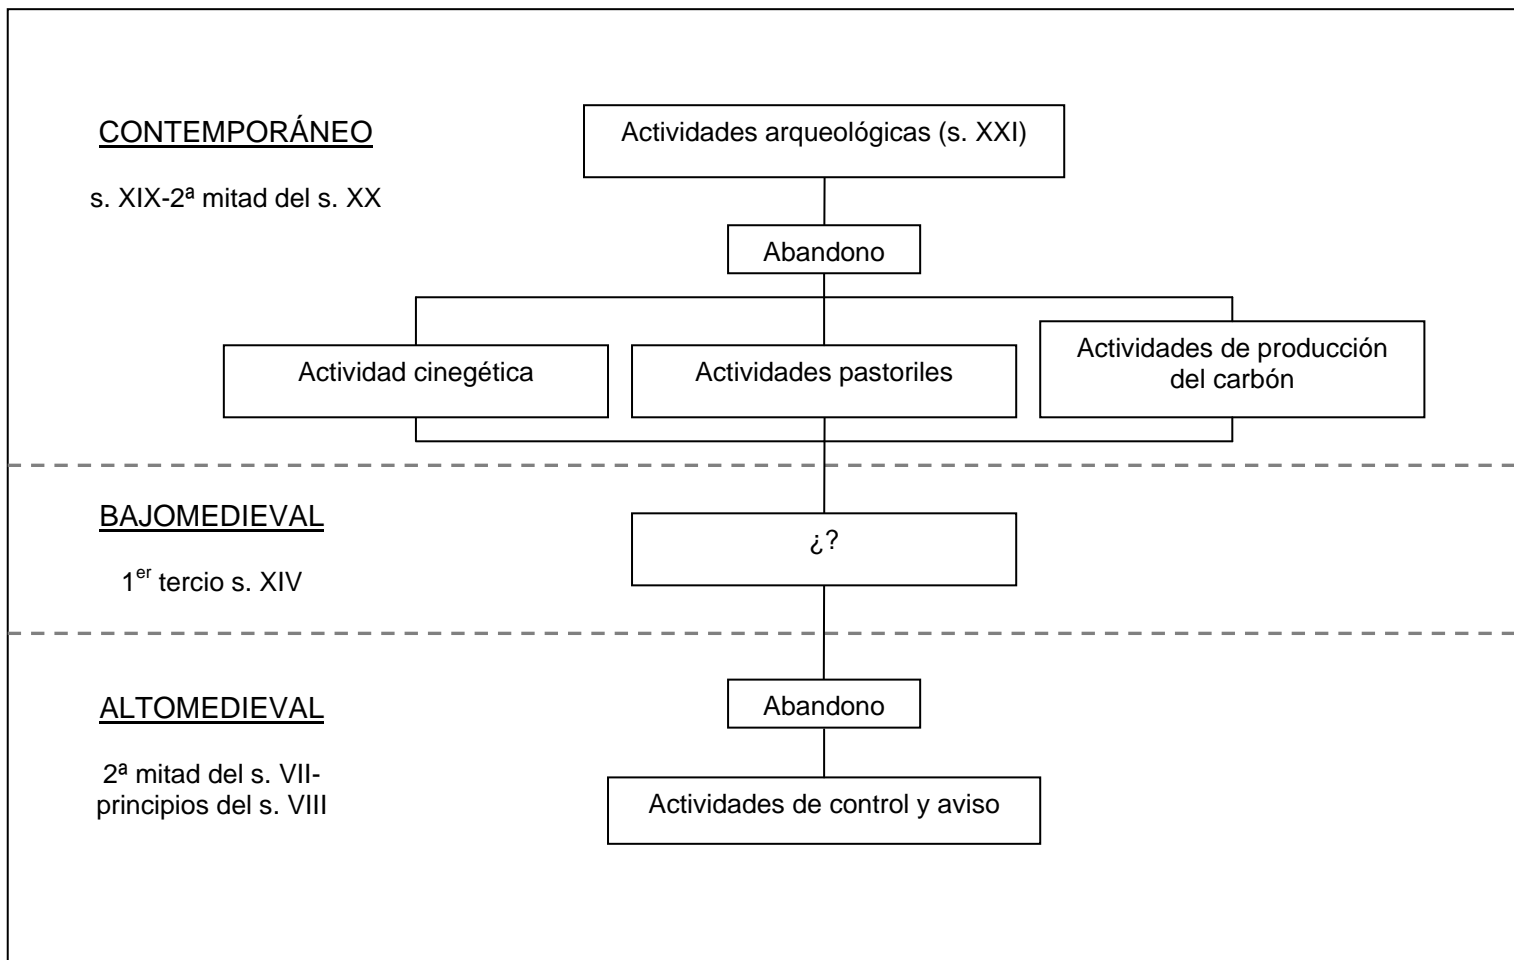 CONTEMPORÁNEO
s. XIX-2ª mitad del s. XX
Actividades arqueológicas (s. XXI)
Abandono
Actividad cinegética
Actividades pastoriles
Actividades de producción
del carbón
BAJOMEDIEVAL
1er tercio s. XIV
¿?
ALTOMEDIEVAL
2ª mitad del s. VII-
principios del s. VIII
Abandono
Actividades de control y aviso